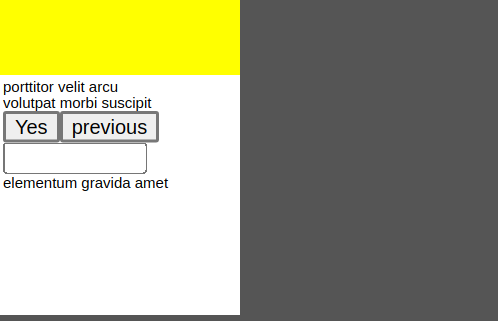 porttitor velit arcu
volutpat morbi suscipit
Yes previous
elementum gravida amet